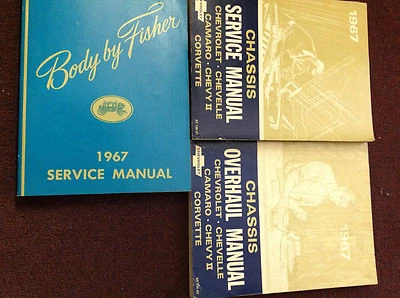 Body by Fisher
1967
SERVICE MANUAL
1967
CHASSIS
SERVICE MANUAL
CHEVROLET • CHEVELLE
CAMARO • CHEVY II
CORVETTE
1967
CHASSIS
OVERHAUL MANUAL
CHEVROLET • CHEVELLE
CAMARO • CHEVY II
CORVETTE